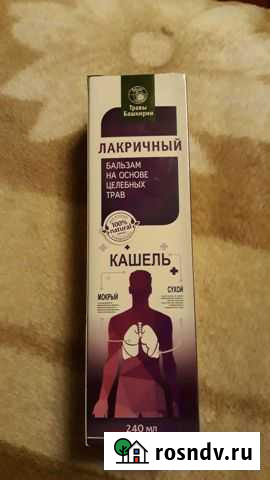 Травы
Башкирии
ЛАКРИЧНЫЙ
БАЛЬЗАМ
НА ОСНОВЕ
ЦЕЛЕБНЫХ
ТРАВ
100%
natural
КАШЕЛЬ
МОКРЫЙ
СУХОЙ
240 мл
rosndv.ru